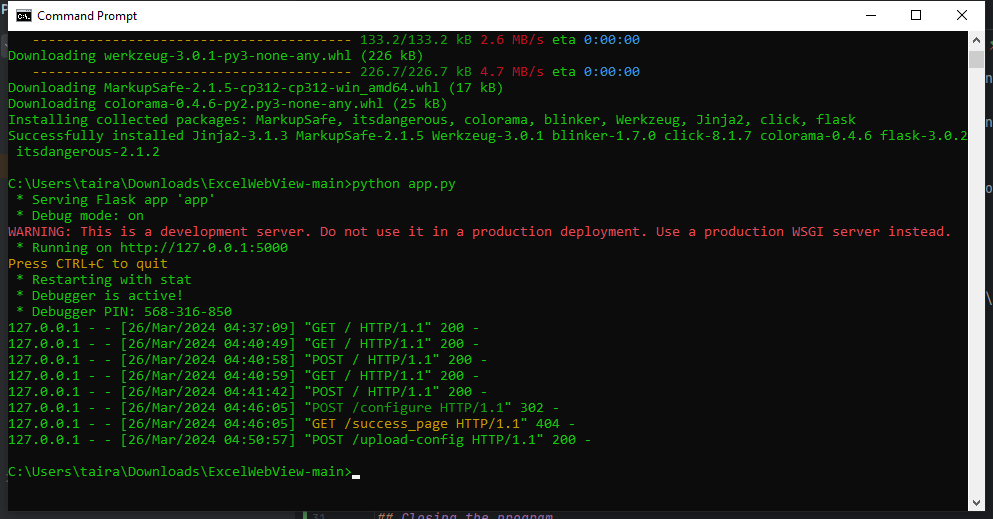 Command Prompt
---------------------------------------- 133.2/133.2 kB 2.6 MB/s eta 0:00:00
Downloading werkzeug-3.0.1-py3-none-any.whl (226 kB)
---------------------------------------- 226.7/226.7 kB 4.7 MB/s eta 0:00:00
Downloading MarkupSafe-2.1.5-cp312-cp312-win_amd64.whl (17 kB)
Downloading colorama-0.4.6-py2.py3-none-any.whl (25 kB)
Installing collected packages: MarkupSafe, itsdangerous, colorama, blinker, Werkzeug, Jinja2, click, flask
Successfully installed Jinja2-3.1.3 MarkupSafe-2.1.5 Werkzeug-3.0.1 blinker-1.7.0 click-8.1.7 colorama-0.4.6 flask-3.0.2
itsdangerous-2.1.2
C:\Users\taira\Downloads\ExcelWebView-main>python app.py
* Serving Flask app 'app'
* Debug mode: on
WARNING: This is a development server. Do not use it in a production deployment. Use a production WSGI server instead.
* Running on http://127.0.0.1:5000
Press CTRL+C to quit
* Restarting with stat
* Debugger is active!
* Debugger PIN: 568-316-850
127.0.0.1 - - [26/Mar/2024 04:37:09] "GET / HTTP/1.1" 200 -
127.0.0.1 - - [26/Mar/2024 04:40:49] "GET / HTTP/1.1" 200 -
127.0.0.1 - - [26/Mar/2024 04:40:58] "POST / HTTP/1.1" 200 -
127.0.0.1 - - [26/Mar/2024 04:40:59] "GET / HTTP/1.1" 200 -
127.0.0.1 - - [26/Mar/2024 04:41:42] "POST / HTTP/1.1" 200 -
127.0.0.1 - - [26/Mar/2024 04:46:05] "POST /configure HTTP/1.1" 302 -
127.0.0.1 - - [26/Mar/2024 04:46:05] "GET /success_page HTTP/1.1" 404 -
127.0.0.1 - - [26/Mar/2024 04:50:57] "POST /upload-config HTTP/1.1" 200 -
C:\Users\taira\Downloads\ExcelWebView-main>
31 ## Closing the program